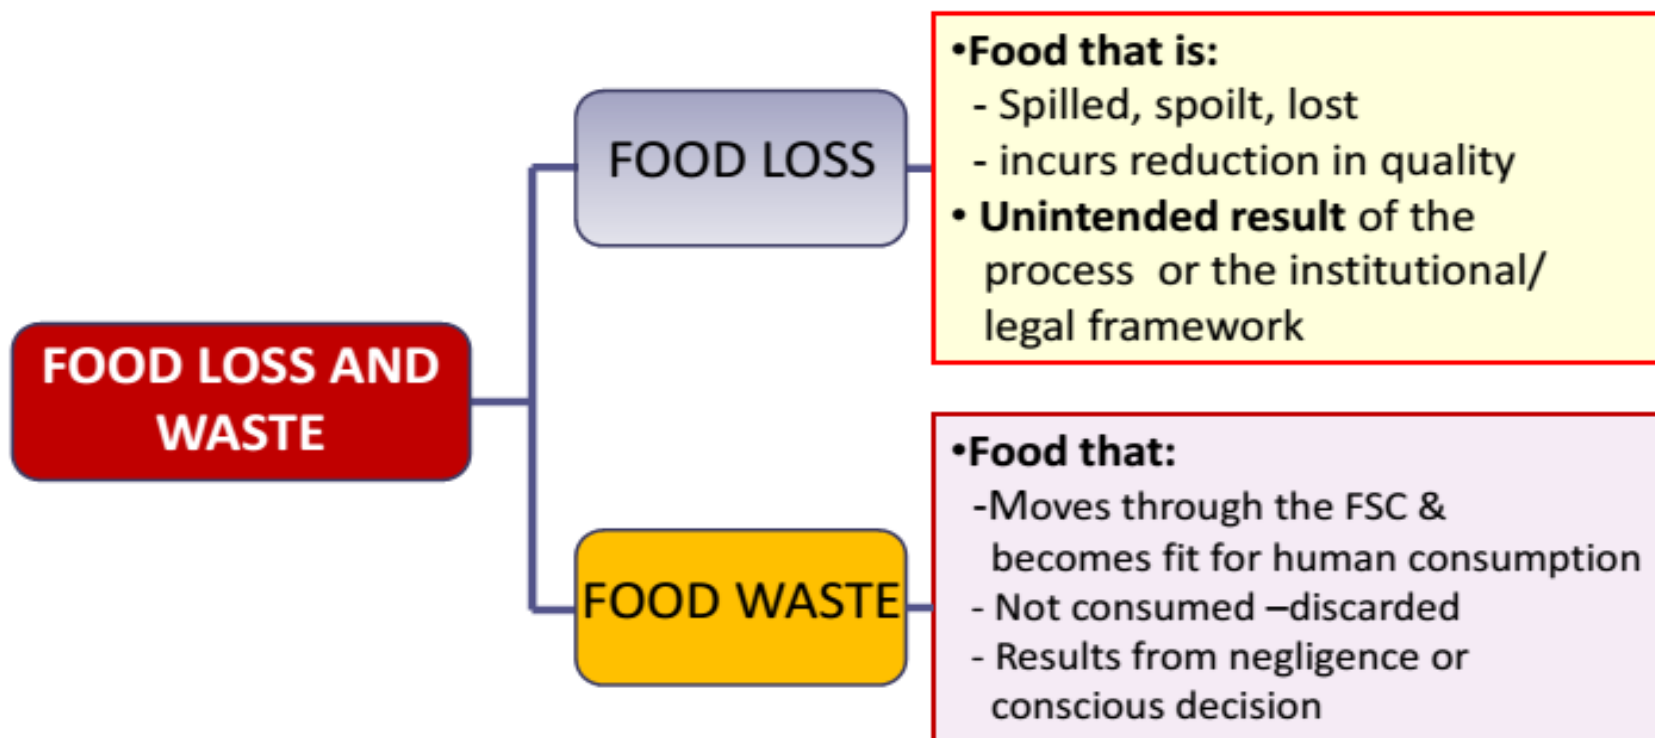 FOOD LOSS AND
WASTE
FOOD LOSS
•Food that is:
- Spilled, spoilt, lost
- incurs reduction in quality
• Unintended result of the
process or the institutional/
legal framework
FOOD WASTE
•Food that:
-Moves through the FSC &
becomes fit for human consumption
- Not consumed –discarded
- Results from negligence or
conscious decision